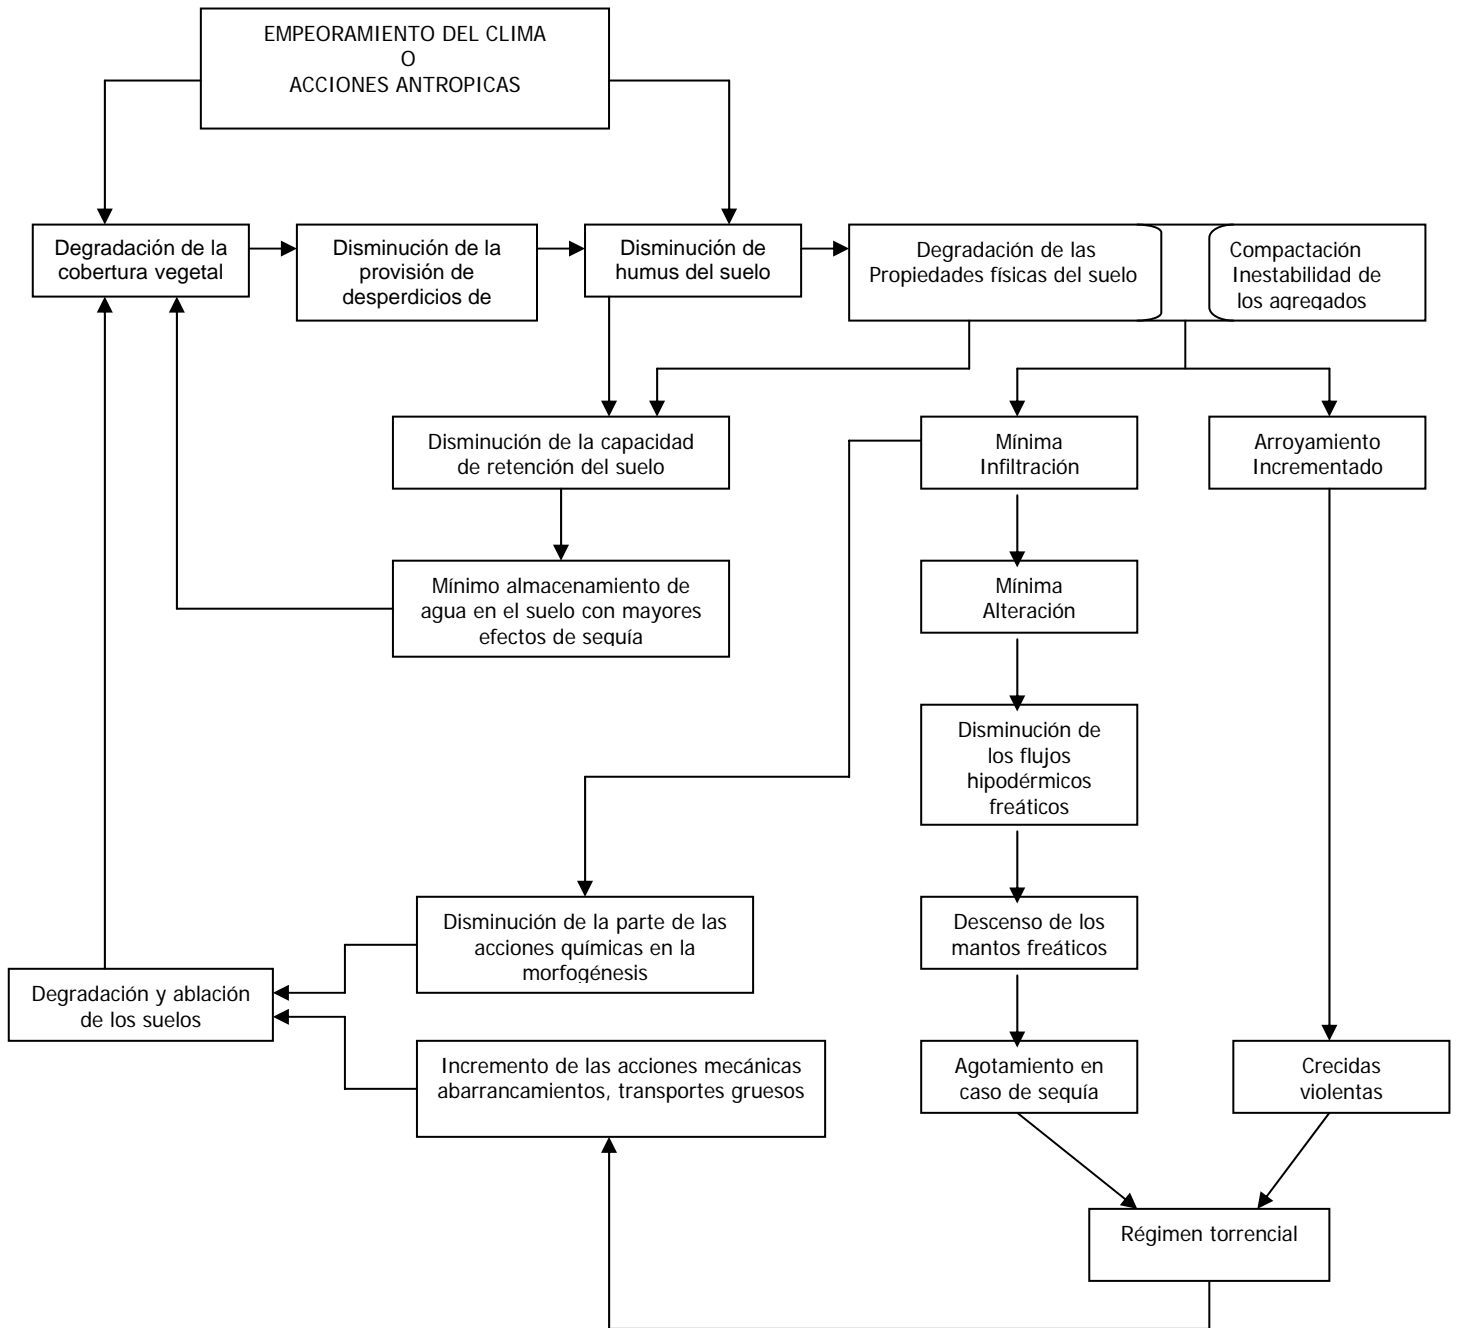 EMPEORAMIENTO DEL CLIMA
O
ACCIONES ANTROPICAS
Degradación de la
cobertura vegetal
Disminución de la
provisión de
desperdicios de
Disminución de
humus del suelo
Degradación de las
Propiedades físicas del suelo
Compactación
Inestabilidad de
los agregados
Disminución de la capacidad
de retención del suelo
Mínima
Infiltración
Arroyamiento
Incrementado
Mínimo almacenamiento de
agua en el suelo con mayores
efectos de sequía
Mínima
Alteración
Disminución de
los flujos
hipodérmicos
freáticos
Disminución de la parte de las
acciones químicas en la
morfogénesis
Descenso de los
mantos freáticos
Degradación y ablación
de los suelos
Incremento de las acciones mecánicas
abarrancamientos, transportes gruesos
Agotamiento en
caso de sequía
Crecidas
violentas
Régimen torrencial